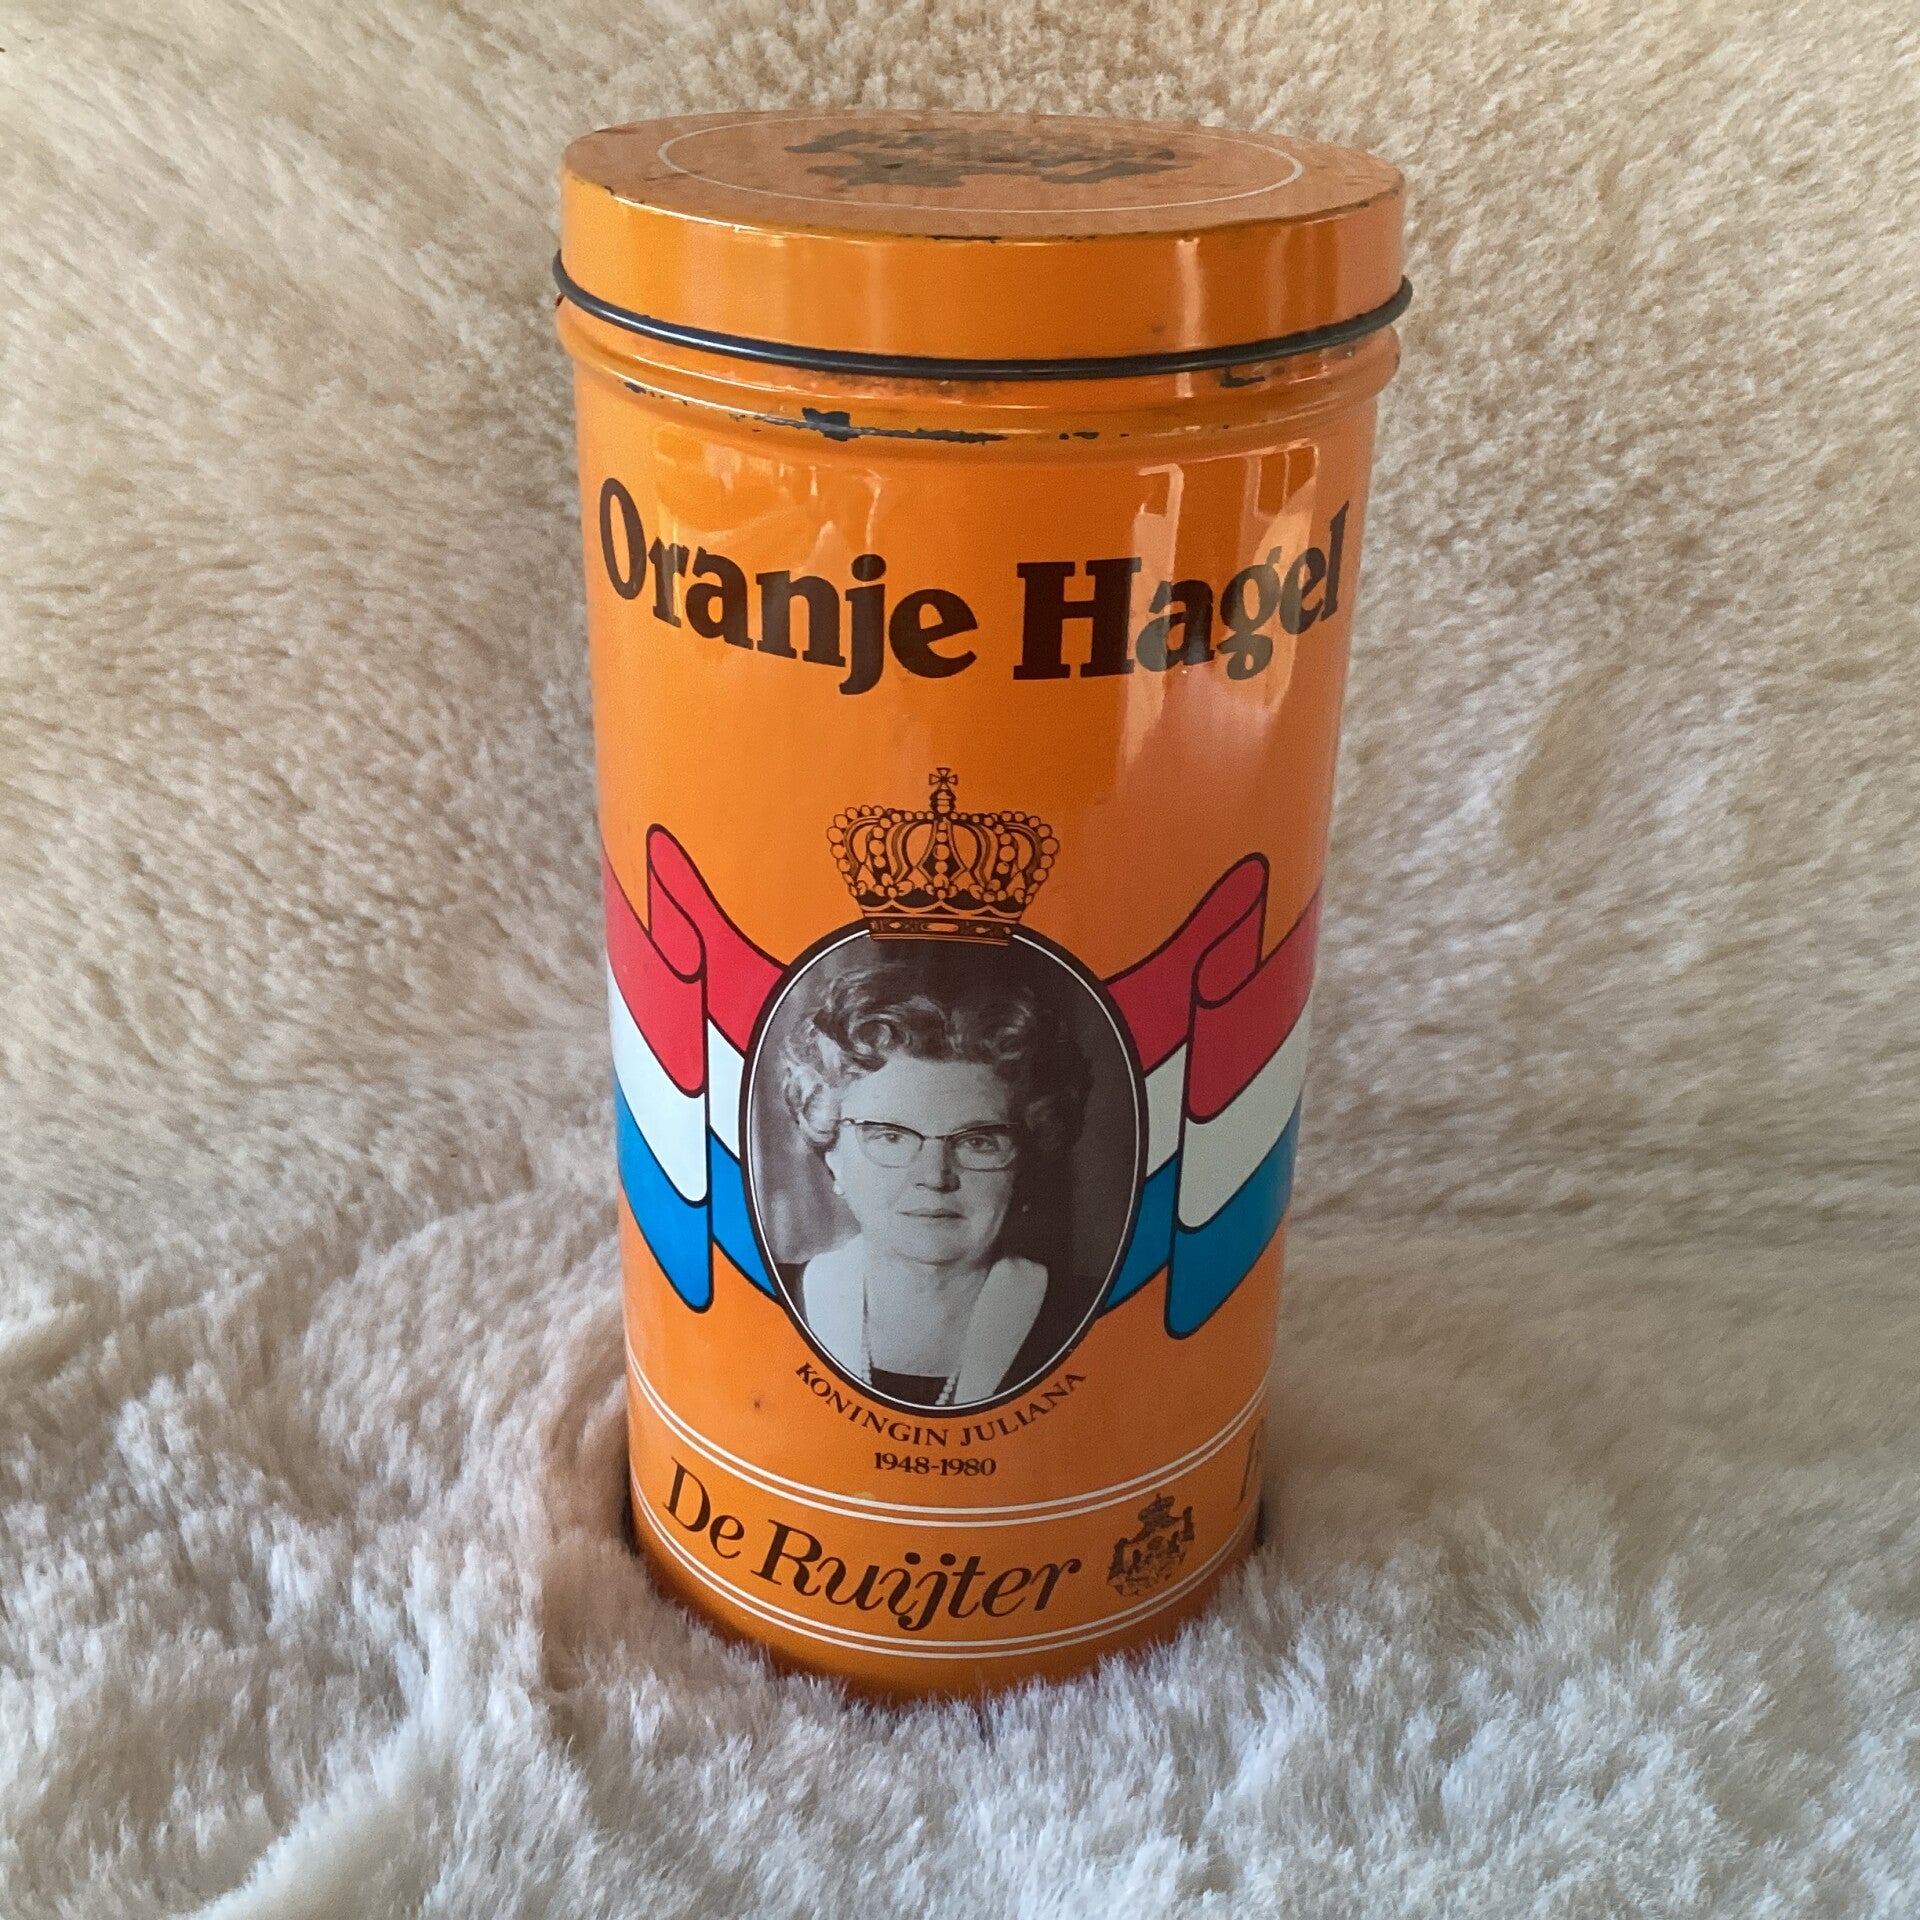 Oranje Hagel
KONINGIN JULIANA
1948-1980
De Ruijter